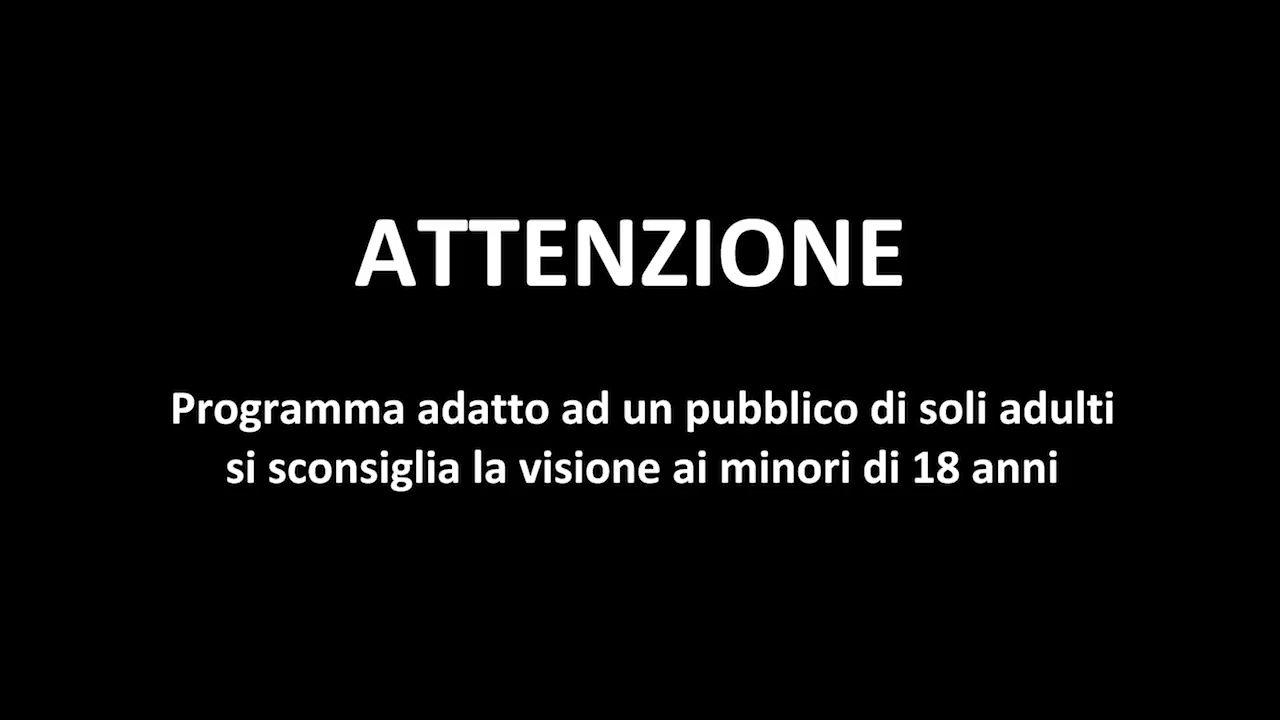 ATTENZIONE
Programma adatto ad un pubblico di soli adulti
si sconsiglia la visione ai minori di 18 anni